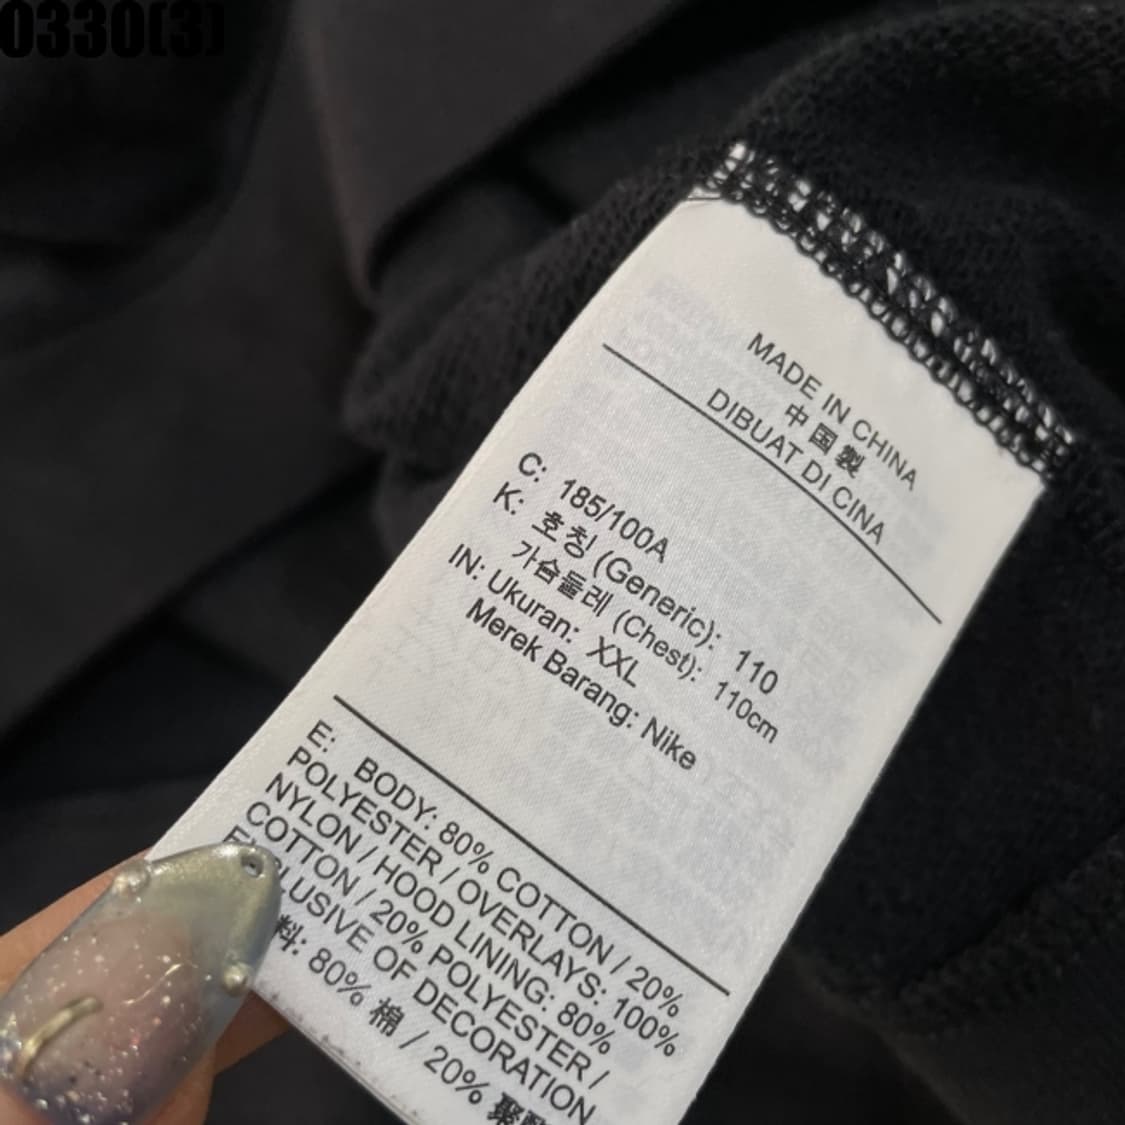 0330(3)
MADE IN CHINA
中国製
DIBUAT DI CINA
C: 185/100A
K: 호칭 (Generic): 110
가슴둘레 (Chest): 110cm
IN: Ukuran: XXL
Merek Barang: Nike
E: BODY: 80% COTTON / 20%
POLYESTER / OVERLAYS: 100%
NYLON / HOOD LINING: 80%
COTTON / 20% POLYESTER /
OF DECORATION
料: 80% 棉 / 20%